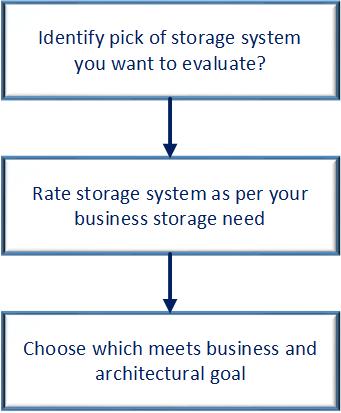 Identify pick of storage system
you want to evaluate?
Rate storage system as per your
business storage need
Choose which meets business and
architectural goal